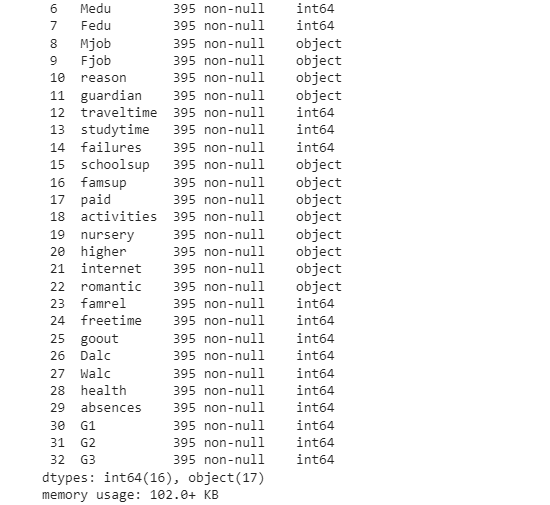 6 Medu 395 non-null int64
7 Fedu 395 non-null int64
8 Mjob 395 non-null object
9 Fjob 395 non-null object
10 reason 395 non-null object
11 guardian 395 non-null object
12 traveltime 395 non-null int64
13 studytime 395 non-null int64
14 failures 395 non-null int64
15 schoolsup 395 non-null object
16 famsup 395 non-null object
17 paid 395 non-null object
18 activities 395 non-null object
19 nursery 395 non-null object
20 higher 395 non-null object
21 internet 395 non-null object
22 romantic 395 non-null object
23 famrel 395 non-null int64
24 freetime 395 non-null int64
25 goout 395 non-null int64
26 Dalc 395 non-null int64
27 Walc 395 non-null int64
28 health 395 non-null int64
29 absences 395 non-null int64
30 G1 395 non-null int64
31 G2 395 non-null int64
32 G3 395 non-null int64
dtypes: int64(16), object(17)
memory usage: 102.0+ KB